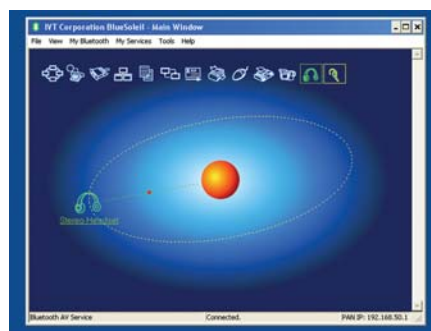 IVT Corporation BlueSoleil - Main Window
File View My Bluetooth My Services Tools Help
Stereo Headset
Bluetooth AV Service Connected. PAN IP: 192.168.50.1